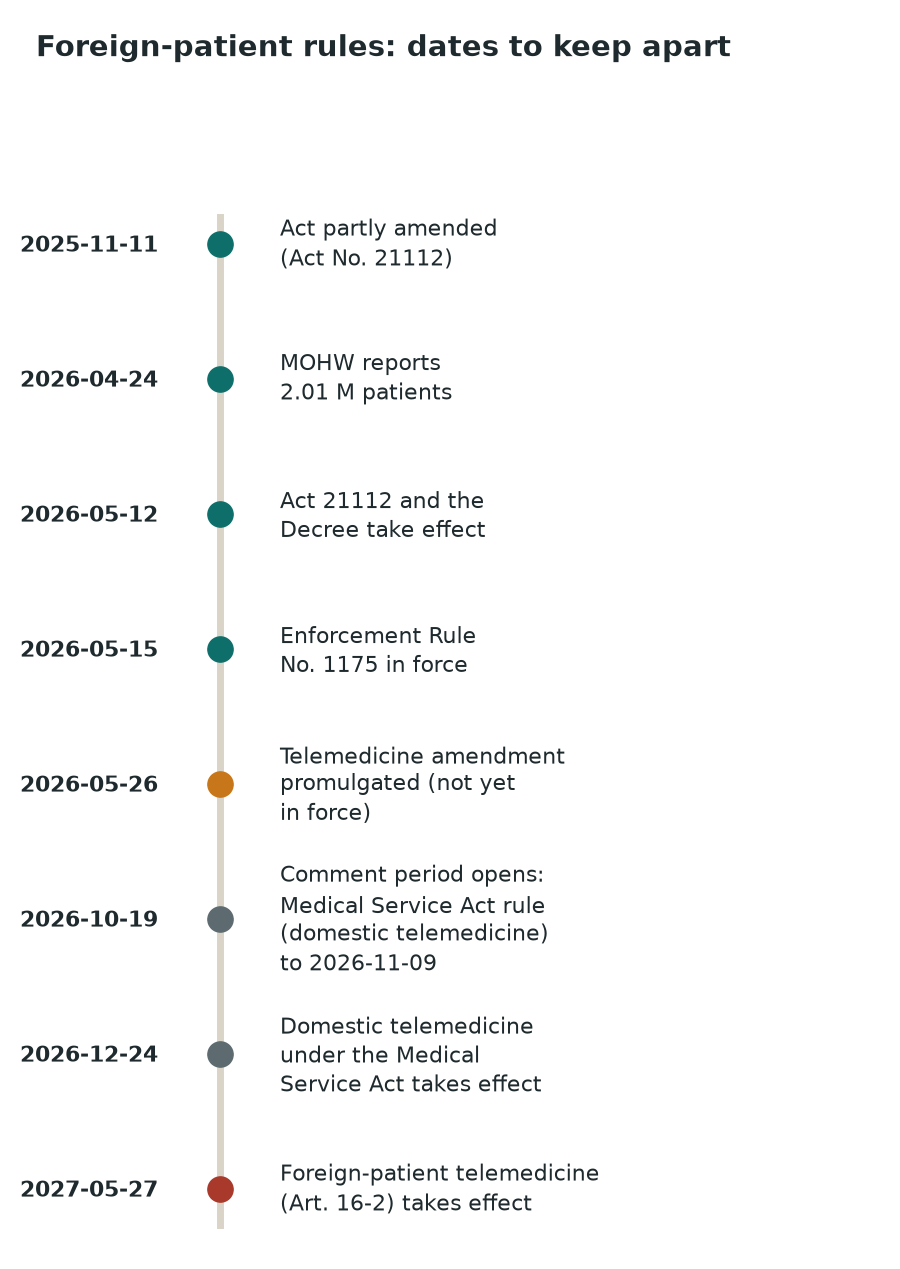 Foreign-patient rules: dates to keep apart
2025-11-11
Act partly amended
(Act No. 21112)
2026-04-24
MOHW reports
2.01 M patients
2026-05-12
Act 21112 and the
Decree take effect
2026-05-15
Enforcement Rule
No. 1175 in force
2026-05-26
Telemedicine amendment
promulgated (not yet
in force)
2026-10-19
Comment period opens:
Medical Service Act rule
(domestic telemedicine)
to 2026-11-09
2026-12-24
Domestic telemedicine
under the Medical
Service Act takes effect
2027-05-27
Foreign-patient telemedicine
(Art. 16-2) takes effect